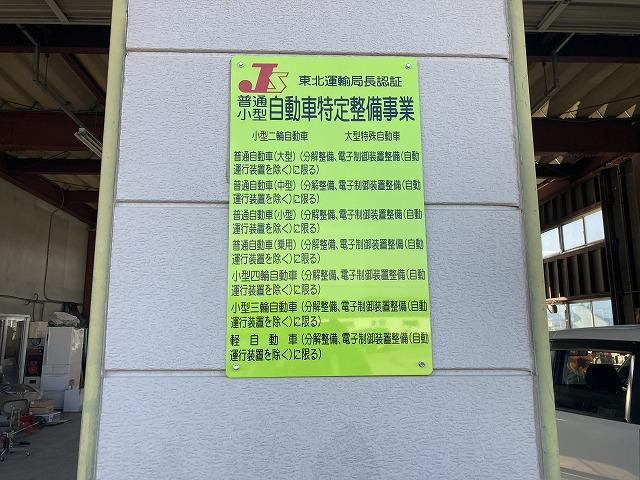 JS 東北運輸局長認証
普通
小型 自動車特定整備事業
小型二輪自動車 大型特殊自動車
普通自動車(大型)(分解整備、電子制御装置整備(自動
運行装置を除く)に限る)
普通自動車(中型)(分解整備、電子制御装置整備(自動
運行装置を除く)に限る)
普通自動車(小型)(分解整備、電子制御装置整備(自動
運行装置を除く)に限る)
普通自動車(乗用)(分解整備、電子制御装置整備(自動
運行装置を除く)に限る)
小型四輪自動車(分解整備、電子制御装置整備(自動
運行装置を除く)に限る)
小型三輪自動車(分解整備、電子制御装置整備(自動
運行装置を除く)に限る)
軽自動車(分解整備、電子制御装置整備(自動
運行装置を除く)に限る)